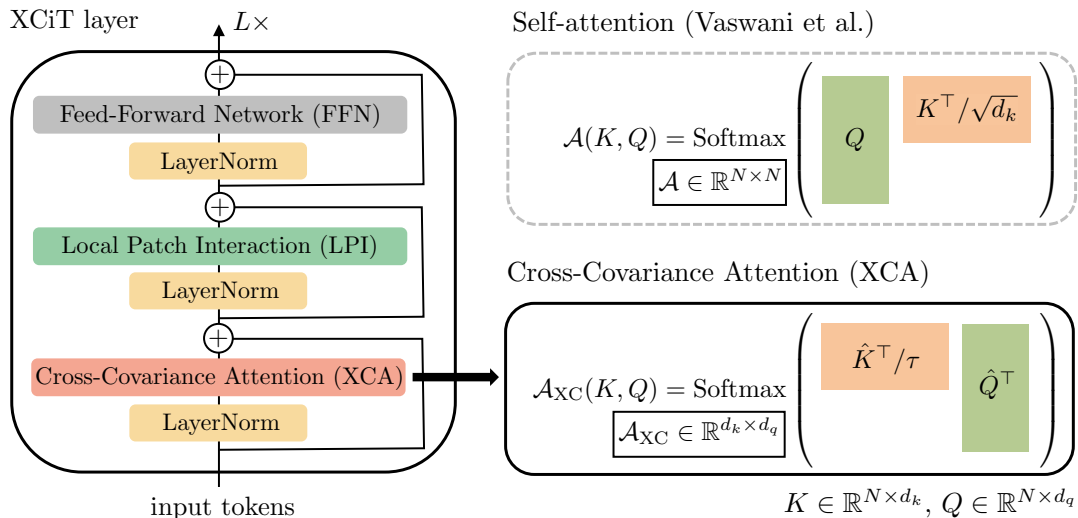 XCiT layer
L×
+
Feed-Forward Network (FFN)
LayerNorm
+
Local Patch Interaction (LPI)
LayerNorm
+
Cross-Covariance Attention (XCA)
LayerNorm
input tokens
Self-attention (Vaswani et al.)
𝒜(K, Q) = Softmax ( Q K^⊤/√d_k )
𝒜 ∈ ℝ^{N×N}
Cross-Covariance Attention (XCA)
𝒜_XC(K, Q) = Softmax ( K̂^⊤/τ Q̂^⊤ )
𝒜_XC ∈ ℝ^{d_k×d_q}
K ∈ ℝ^{N×d_k}, Q ∈ ℝ^{N×d_q}